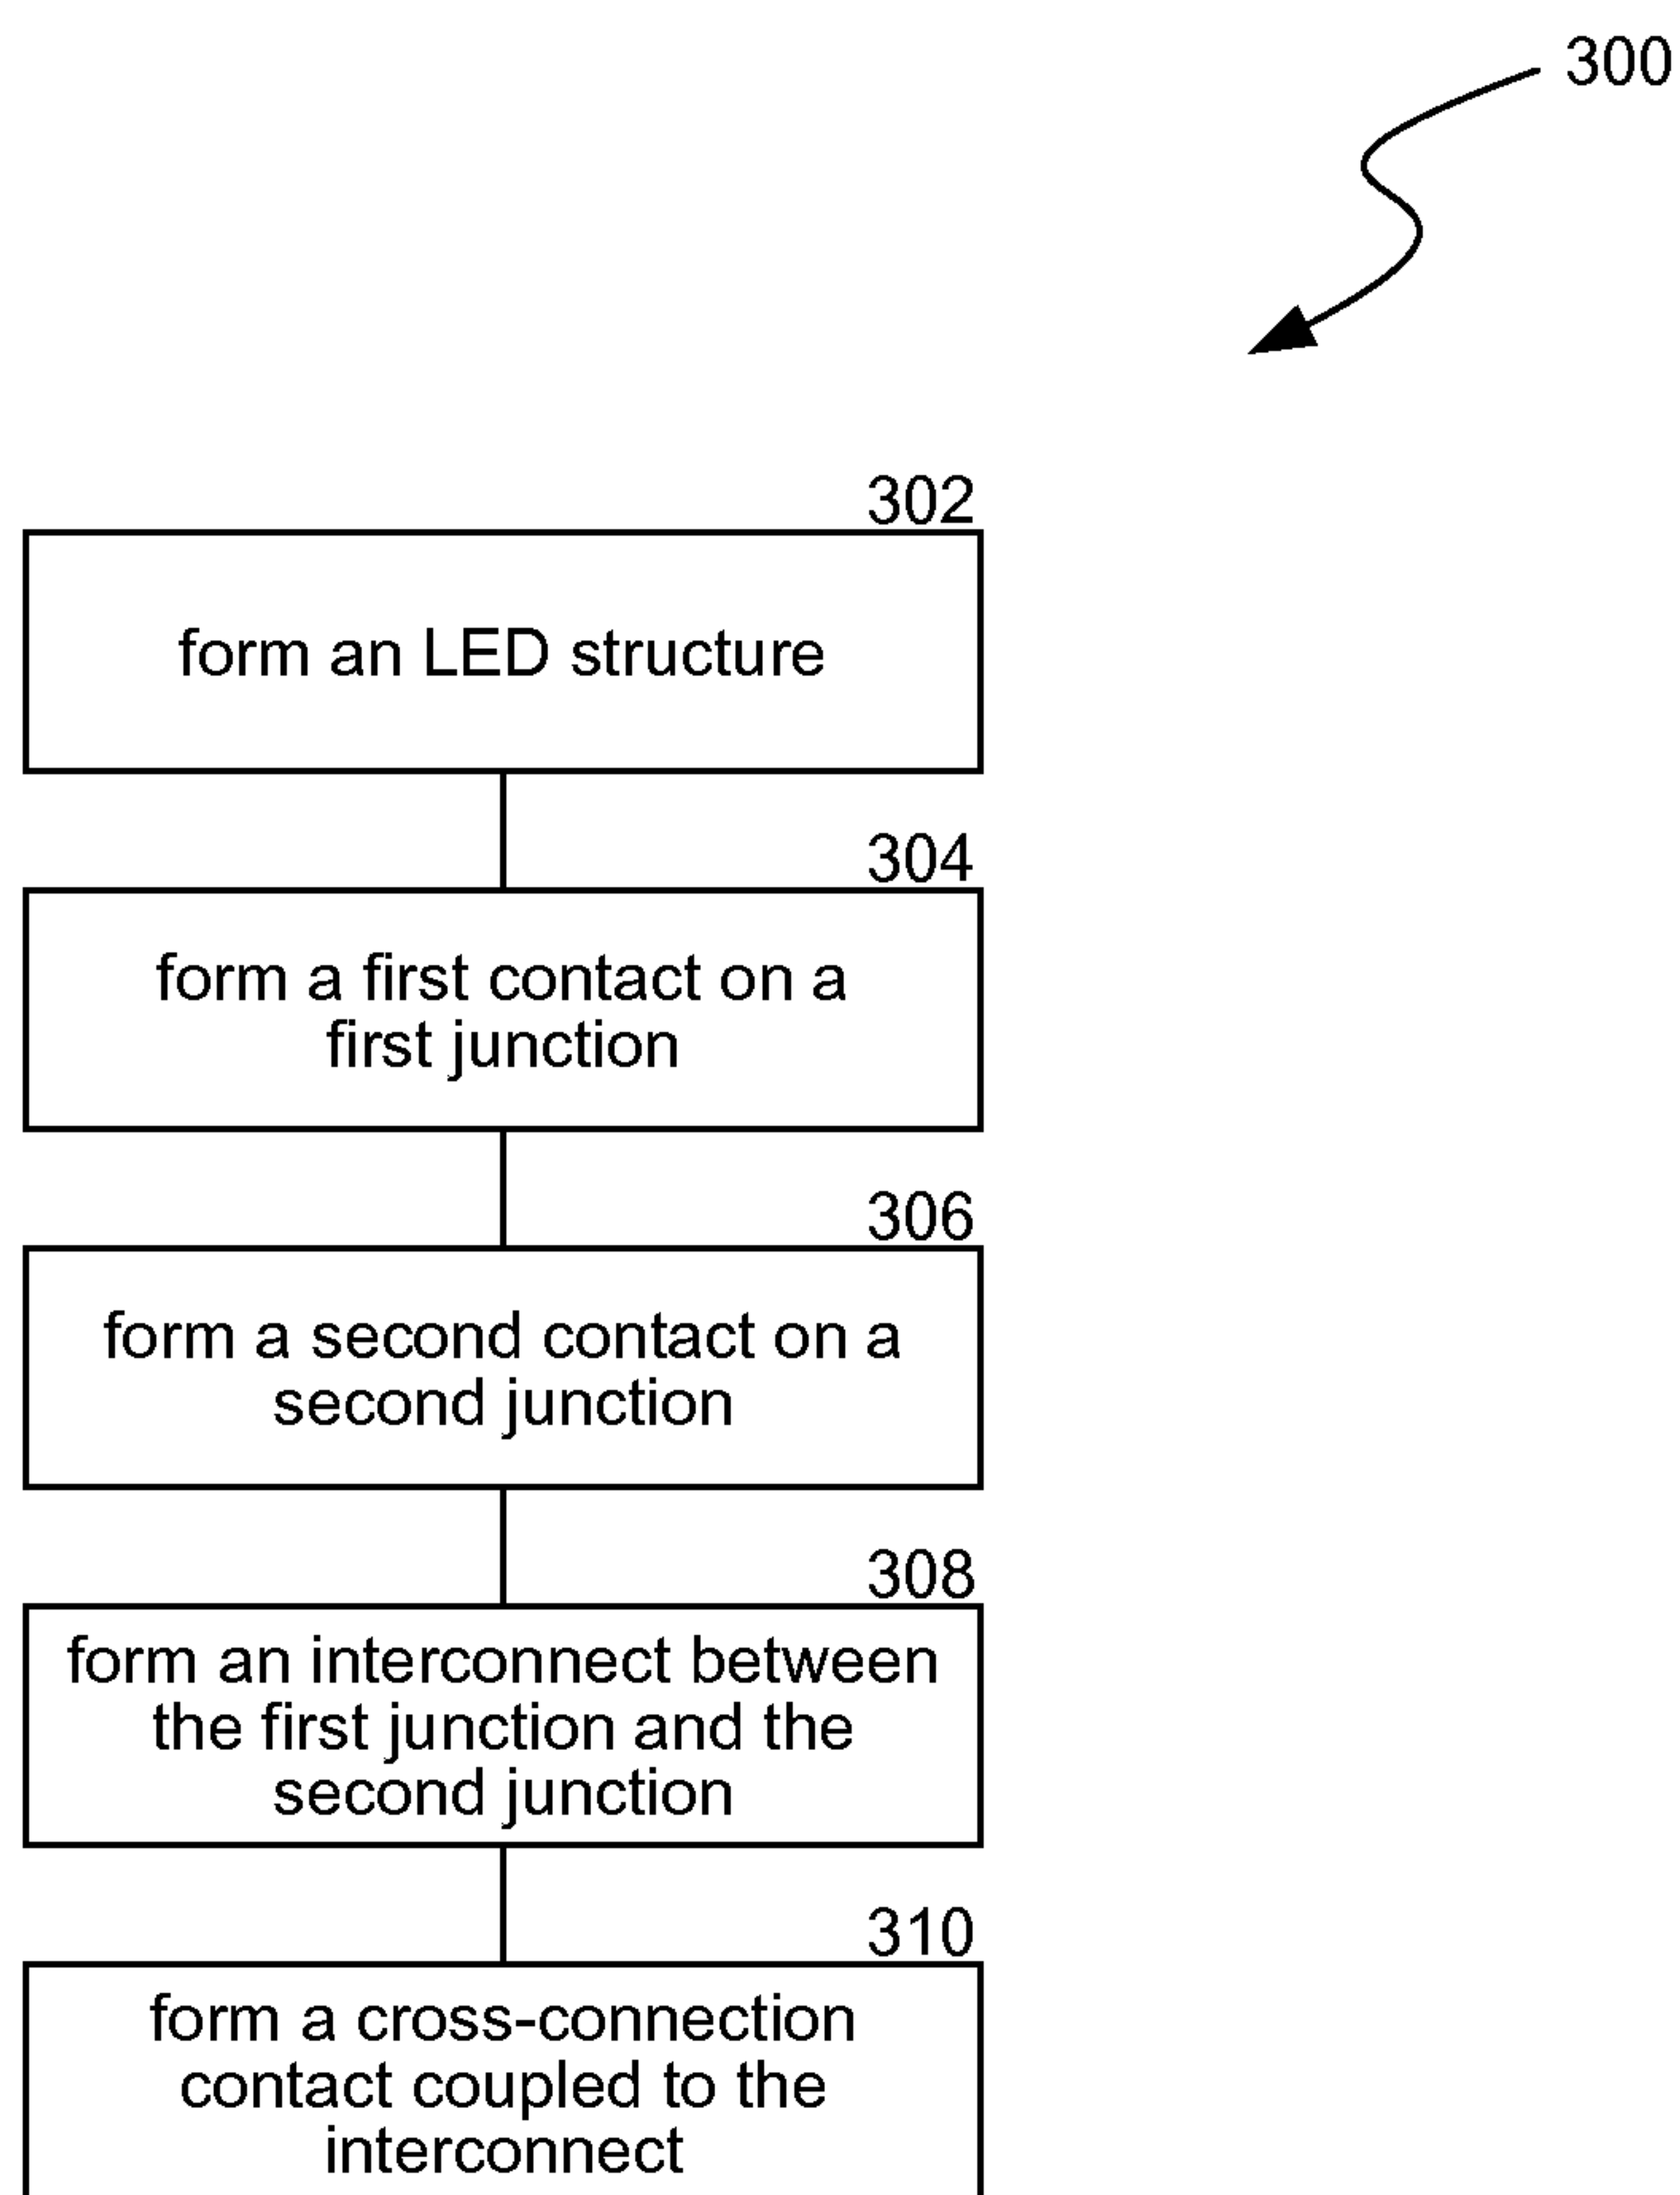 300
302
form an LED structure
304
form a first contact on a
first junction
306
form a second contact on a
second junction
308
form an interconnect between
the first junction and the
second junction
310
form a cross-connection
contact coupled to the
interconnect